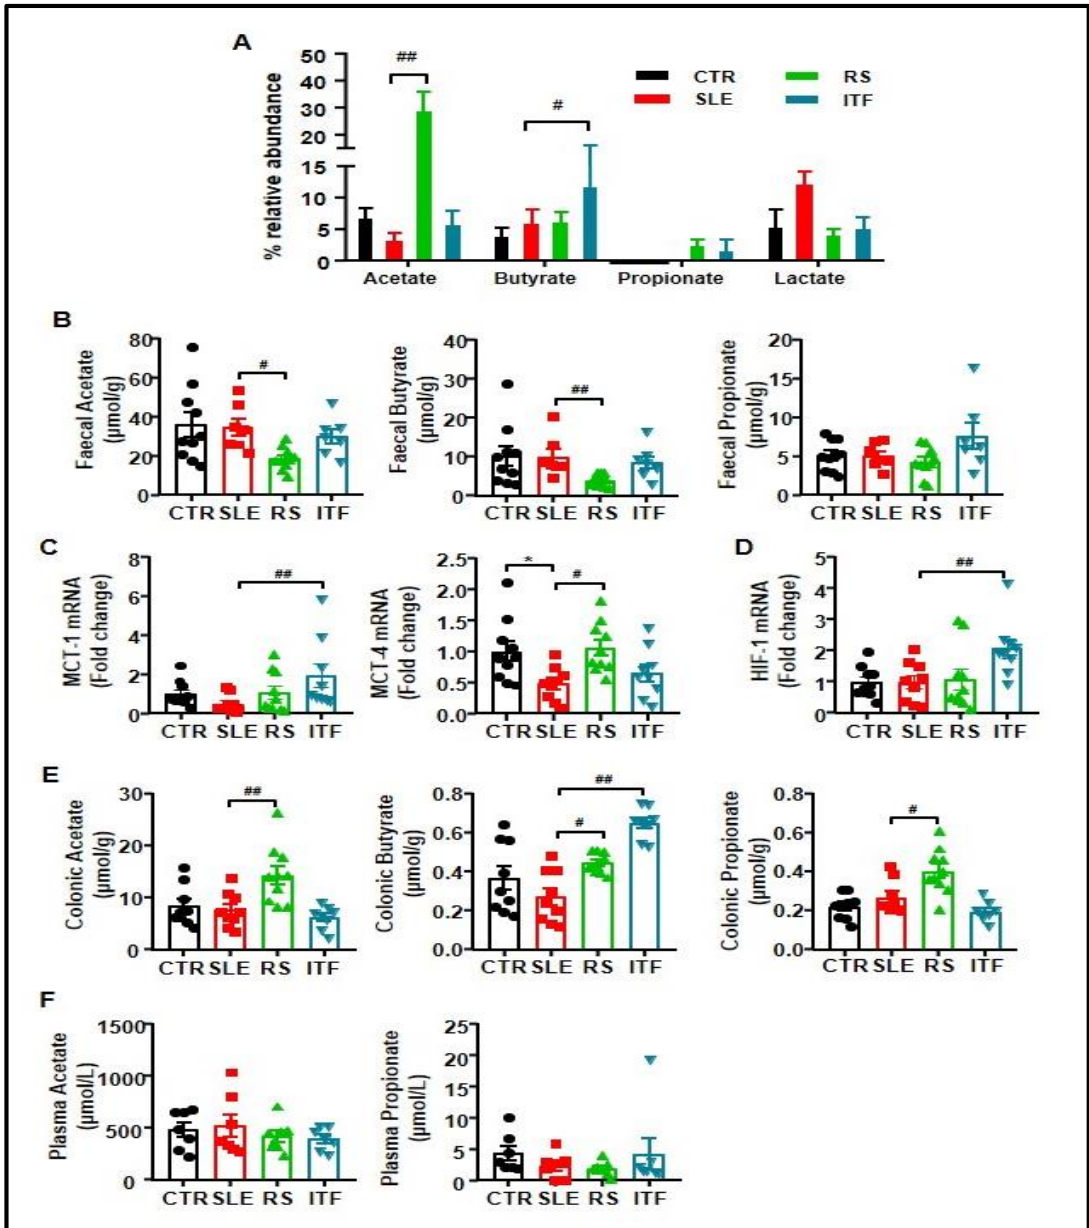 A
% relative abundance
50
40
30
20
15
10
5
0
##
#
CTR
RS
SLE
ITF
Acetate Butyrate Propionate Lactate
B
Faecal Acetate
(μmol/g)
80
60
40
20
0
#
CTR SLE RS ITF
Faecal Butyrate
(μmol/g)
40
30
20
10
0
##
CTR SLE RS ITF
Faecal Propionate
(μmol/g)
20
15
10
5
0
CTR SLE RS ITF
C
MCT-1 mRNA
(Fold change)
8
6
4
2
0
##
CTR SLE RS ITF
MCT-4 mRNA
(Fold change)
2.5
2.0
1.5
1.0
0.5
0.0
*
#
CTR SLE RS ITF
D
HIF-1 mRNA
(Fold change)
5
4
3
2
1
0
##
CTR SLE RS ITF
E
Colonic Acetate
(μmol/g)
30
20
10
0
##
CTR SLE RS ITF
Colonic Butyrate
(μmol/g)
0.8
0.6
0.4
0.2
0.0
##
#
CTR SLE RS ITF
Colonic Propionate
(μmol/g)
0.8
0.6
0.4
0.2
0.0
#
CTR SLE RS ITF
F
Plasma Acetate
(μmol/L)
1500
1000
500
0
CTR SLE RS ITF
Plasma Propionate
(μmol/L)
25
20
15
10
5
0
CTR SLE RS ITF